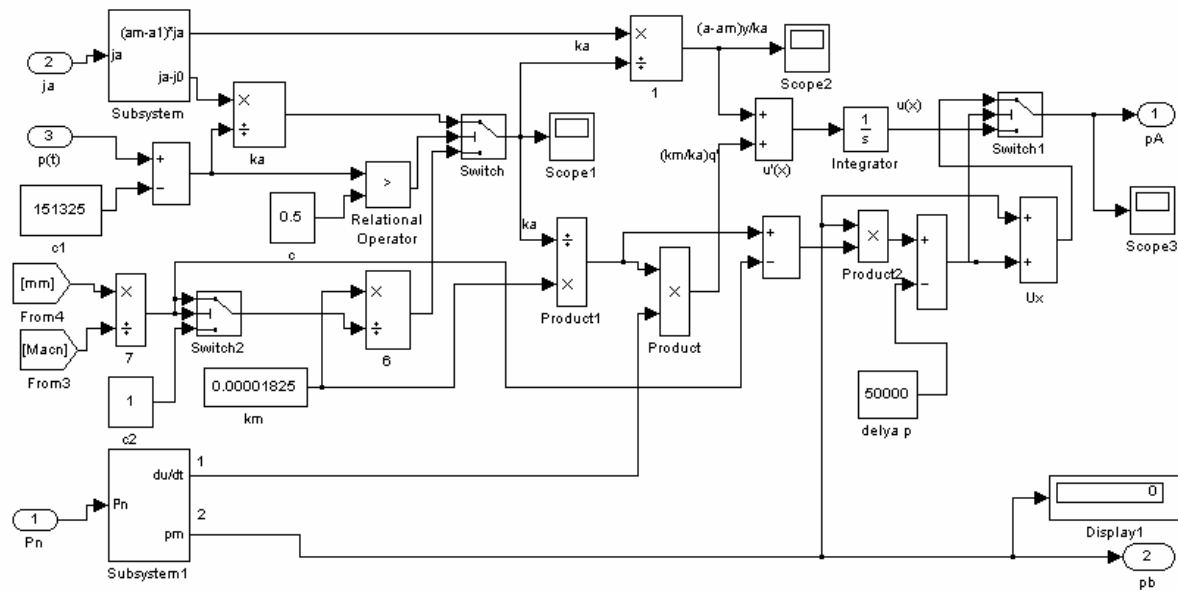 (am-a1)*ja
ja
ja-j0
2
ja
Subsystem
3
p(t)
×
÷
ka
+
−
151325
c1
0.5
c
>
Relational
Operator
Switch
Scope1
ka
×
÷
1
(a-am)y/ka
Scope2
+
+
u'(x)
(km/ka)q'
1
s
Integrator
u(x)
Switch1
1
pA
Scope3
[mm]
From4
[Macn]
From3
×
÷
7
1
c2
Switch2
×
÷
6
0.00001825
km
ka
÷
×
Product1
×
Product
+
−
×
Product2
+
−
50000
delya p
+
+
Ux
1
Pn
Pn
du/dt
pm
Subsystem1
1
2
0
Display1
2
pb